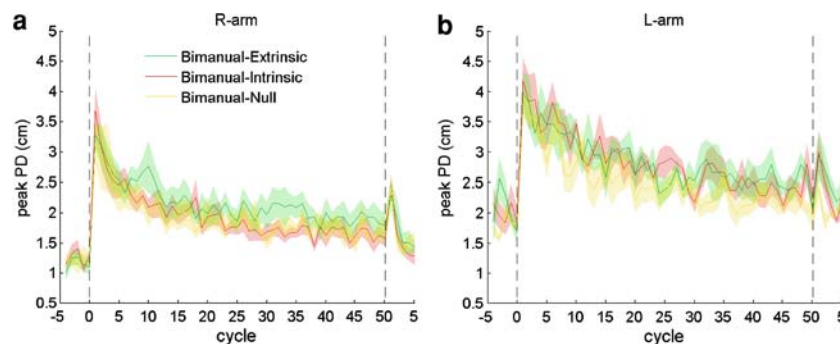 a
R-arm
5
4.5
4
3.5
3
2.5
2
1.5
1
0.5
peak PD (cm)
Bimanual-Extrinsic
Bimanual-Intrinsic
Bimanual-Null
-5 0 5 10 15 20 25 30 35 40 45 50 55
cycle
b
L-arm
5
4.5
4
3.5
3
2.5
2
1.5
1
0.5
peak PD (cm)
-5 0 5 10 15 20 25 30 35 40 45 50 55
cycle